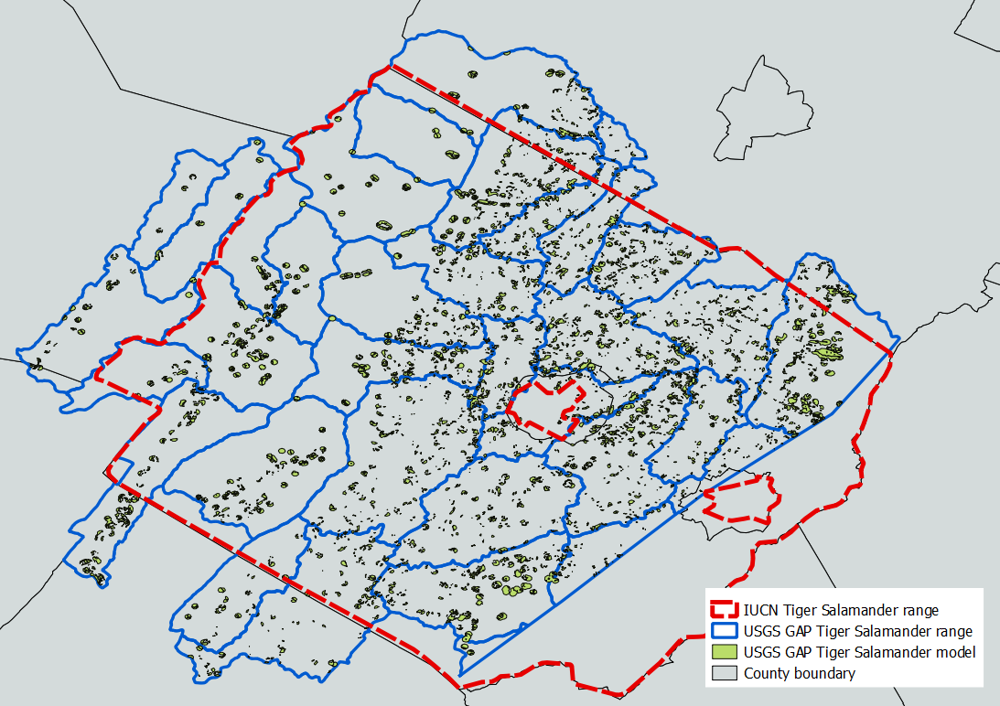 IUCN Tiger Salamander range
USGS GAP Tiger Salamander range
USGS GAP Tiger Salamander model
County boundary